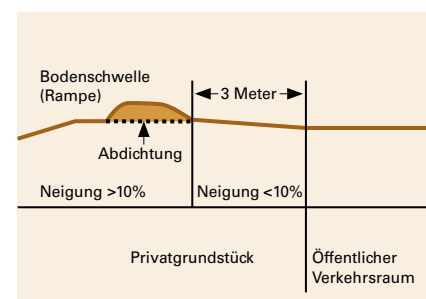 Bodenschwelle
(Rampe)
3 Meter
Abdichtung
Neigung >10%
Neigung <10%
Privatgrundstück
Öffentlicher
Verkehrsraum